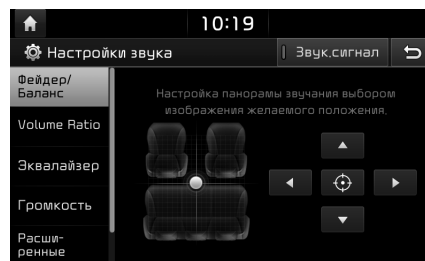 10:19
Настройки звука
Звук.сигнал
Фейдер/
Баланс
Настройка панорамы звучания выбором
изображения желаемого положения.
Volume Ratio
Эквалайзер
Громкость
Расши-
ренные